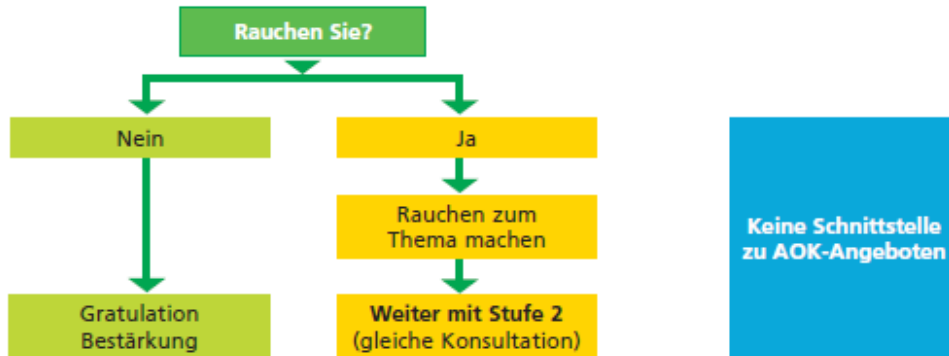 Rauchen Sie?
Nein
Ja
Rauchen zum
Thema machen
Keine Schnittstelle
zu AOK-Angeboten
Gratulation
Bestärkung
Weiter mit Stufe 2
(gleiche Konsultation)